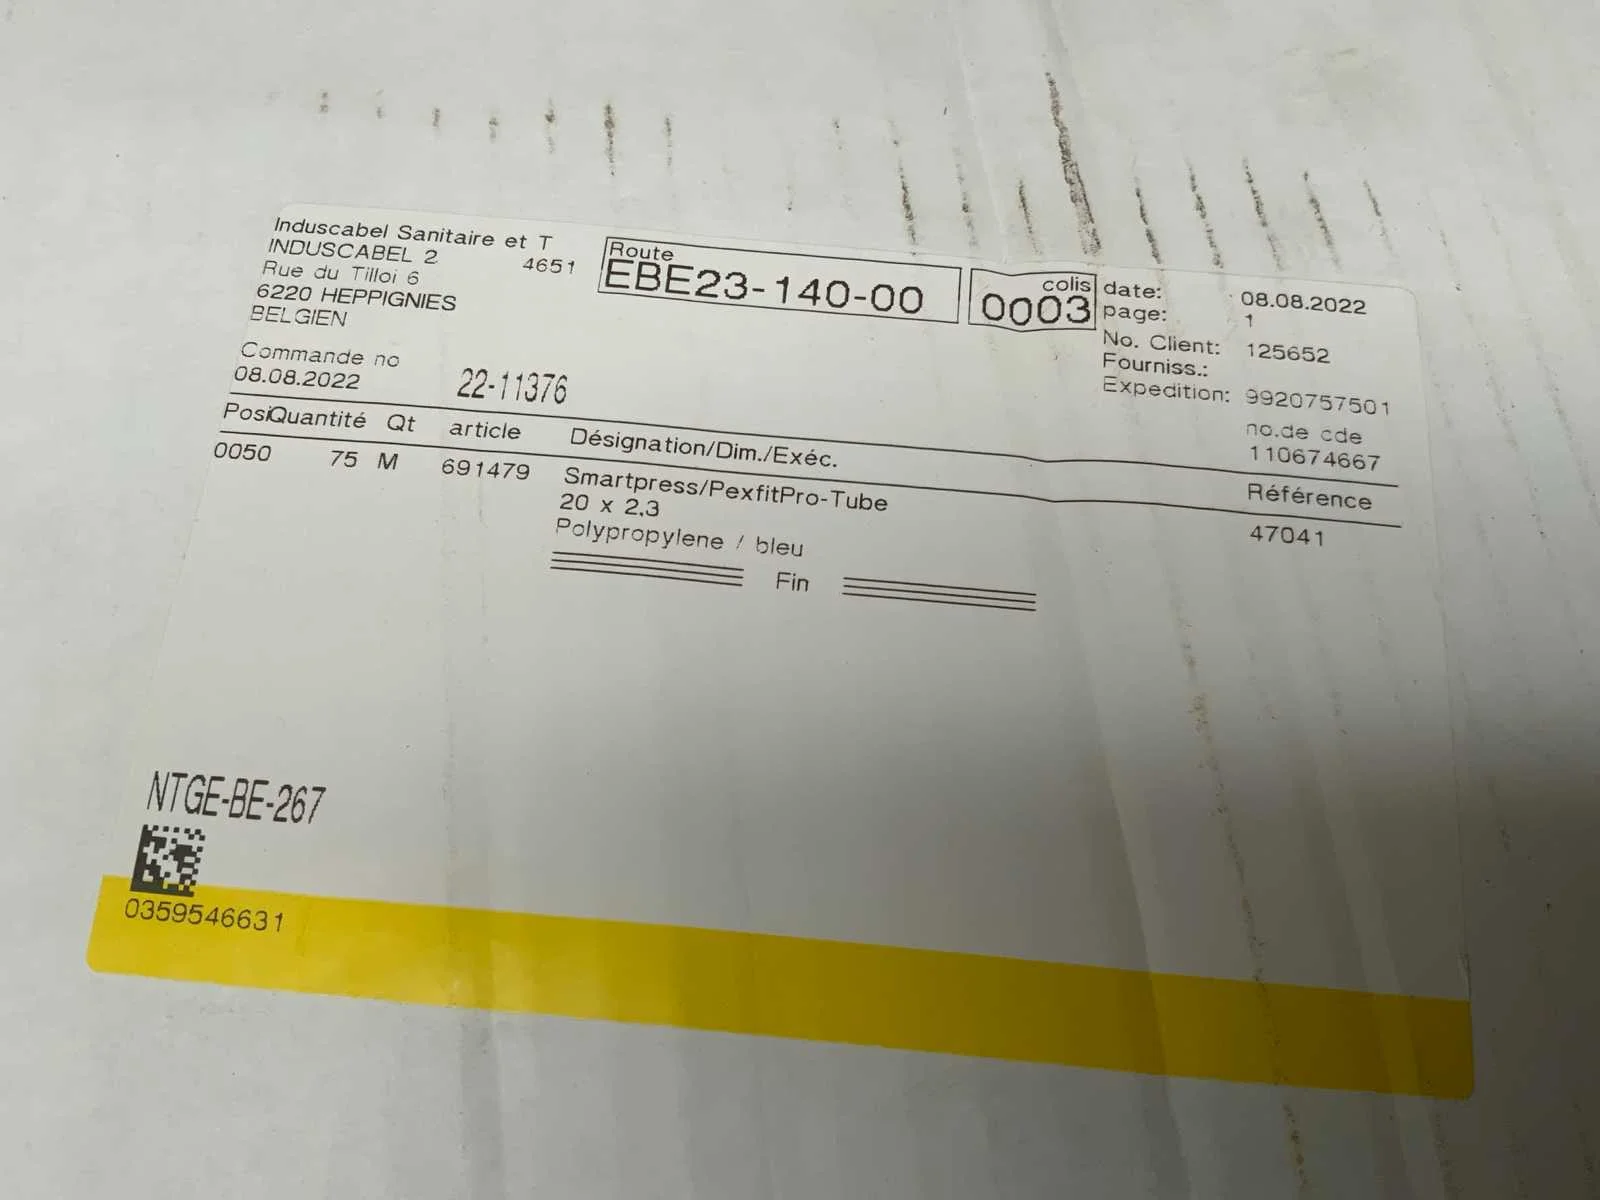 Induscabel Sanitaire et T
INDUSCABEL 2 4651
Rue du Tilloi 6
6220 HEPPIGNIES
BELGIEN
Route
EBE23-140-00
colis
0003
date: 08.08.2022
page: 1
No. Client: 125652
Fourniss.:
Expedition: 9920757501
no.de cde
110674667
Commande no
08.08.2022 22-11376
PosiQuantité Qt article Désignation/Dim./Exéc. Référence
0050 75 M 691479 Smartpress/PexfitPro-Tube 47041
20 x 2,3
Polypropylene / bleu
Fin
NTGE-BE-267
0359546631